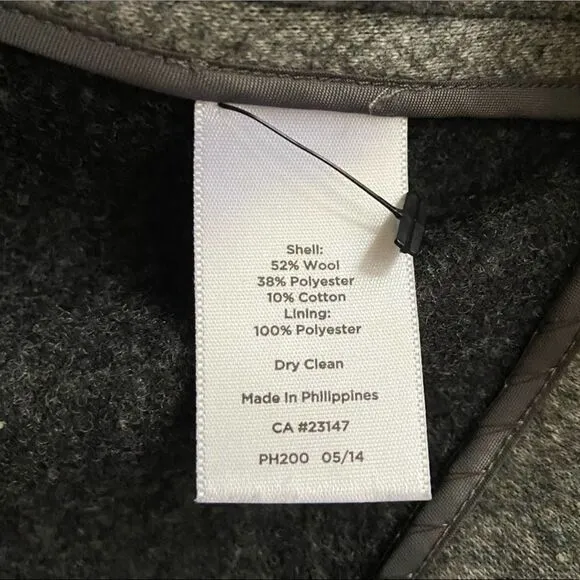 Shell:
52% Wool
38% Polyester
10% Cotton
Lining:
100% Polyester
Dry Clean
Made In Philippines
CA #23147
PH200 05/14